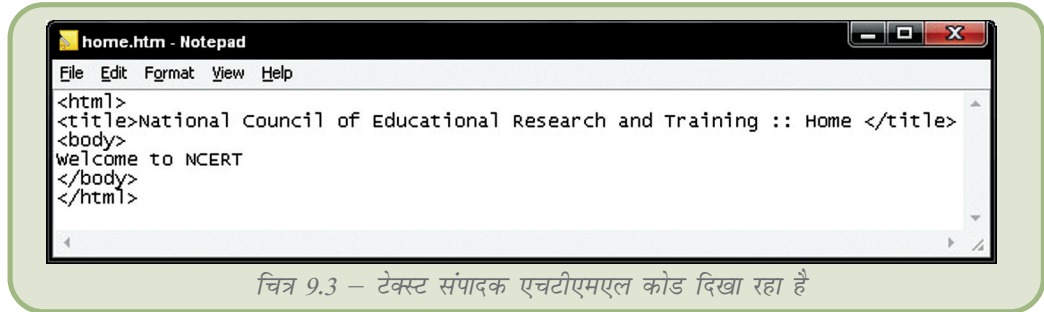 home.htm - Notepad
File Edit Format View Help
<html>
<title>National Council of Educational Research and Training :: Home </title>
<body>
Welcome to NCERT
</body>
</html>
चित्र 9.3 – टेक्स्ट संपादक एचटीएमएल कोड दिखा रहा है